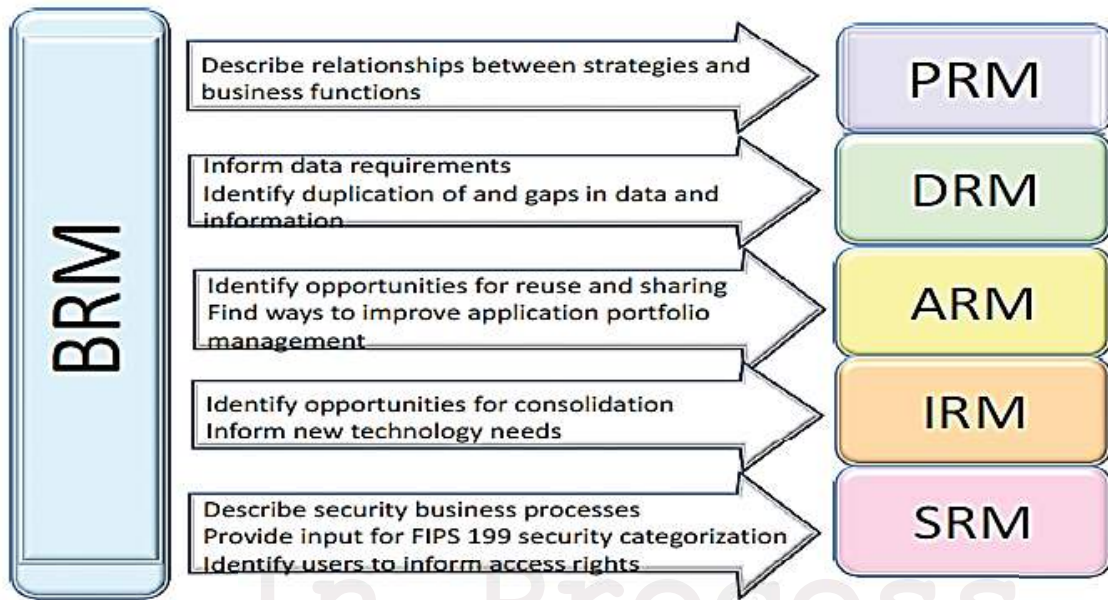 BRM
Describe relationships between strategies and
business functions
PRM
Inform data requirements
Identify duplication of and gaps in data and
information
DRM
Identify opportunities for reuse and sharing
Find ways to improve application portfolio
management
ARM
Identify opportunities for consolidation
Inform new technology needs
IRM
Describe security business processes
Provide input for FIPS 199 security categorization
Identify users to inform access rights
SRM
In Progess